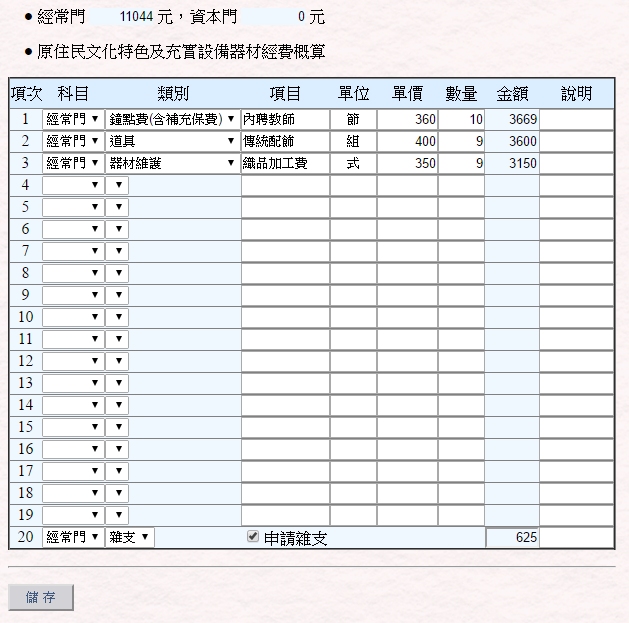 ● 經常門 11044 元，資本門 0 元
● 原住民文化特色及充實設備器材經費概算
項次 科目 類別 項目 單位 單價 數量 金額 說明
1 經常門 鐘點費(含補充保費) 內聘教師 節 360 10 3669
2 經常門 道具 傳統配飾 組 400 9 3600
3 經常門 器材維護 織品加工費 式 350 9 3150
4
5
6
7
8
9
10
11
12
13
14
15
16
17
18
19
20 經常門 雜支 申請雜支 625
儲存